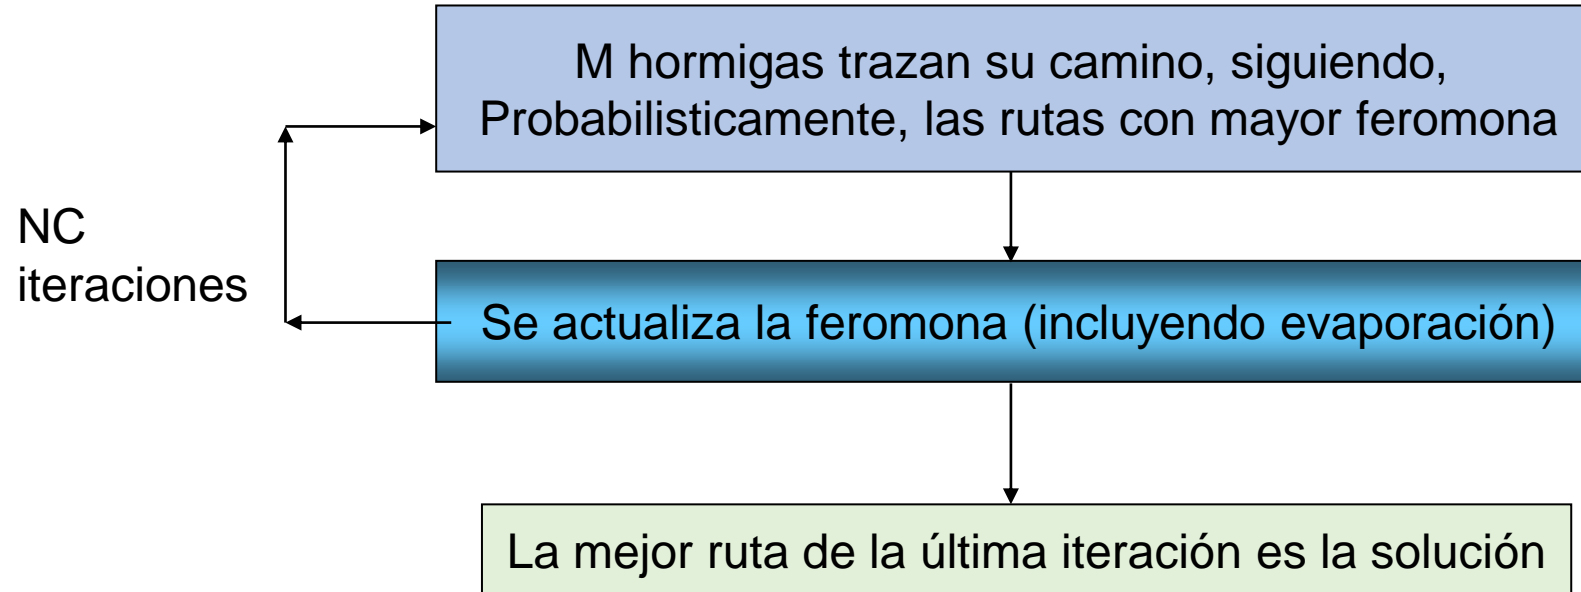 M hormigas trazan su camino, siguiendo,
Probabilisticamente, las rutas con mayor feromona
NC
iteraciones
Se actualiza la feromona (incluyendo evaporación)
La mejor ruta de la última iteración es la solución